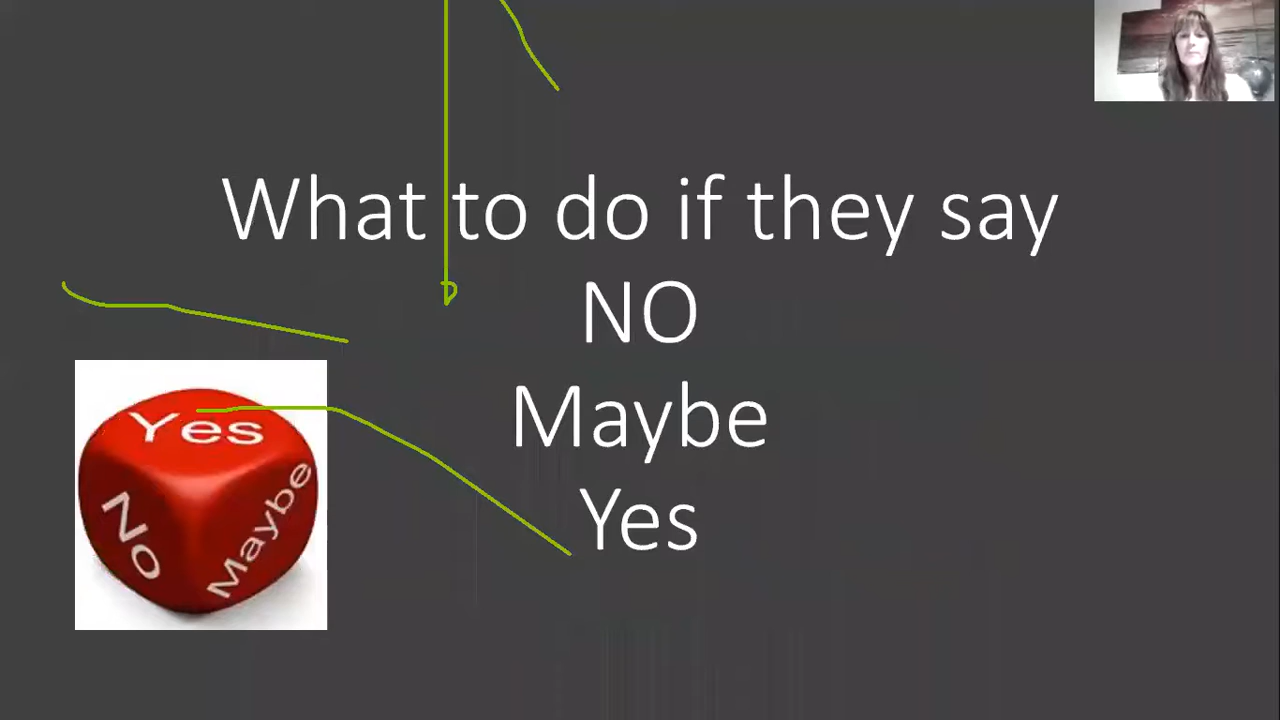 What to do if they say
NO
Maybe
Yes
Yes
No
Maybe